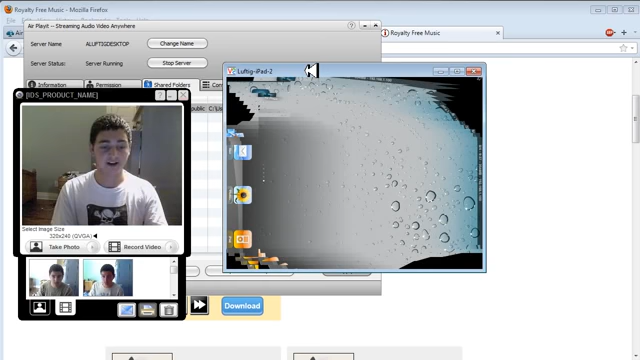 Royalty Free Music - Mozilla Firefox
Air Playit - Streaming Audio Video Anywhere
Royalty Free Music
Server Name
ALUFTIGDESKTOP
Change Name
Server Status:
Server Running
Stop Server
Information
Permission
Shared Folders
Luftig-iPad-2
[IDS_PRODUCT_NAME]
Select Image Size
320x240 (QVGA)
Take Photo
Record Video
Download